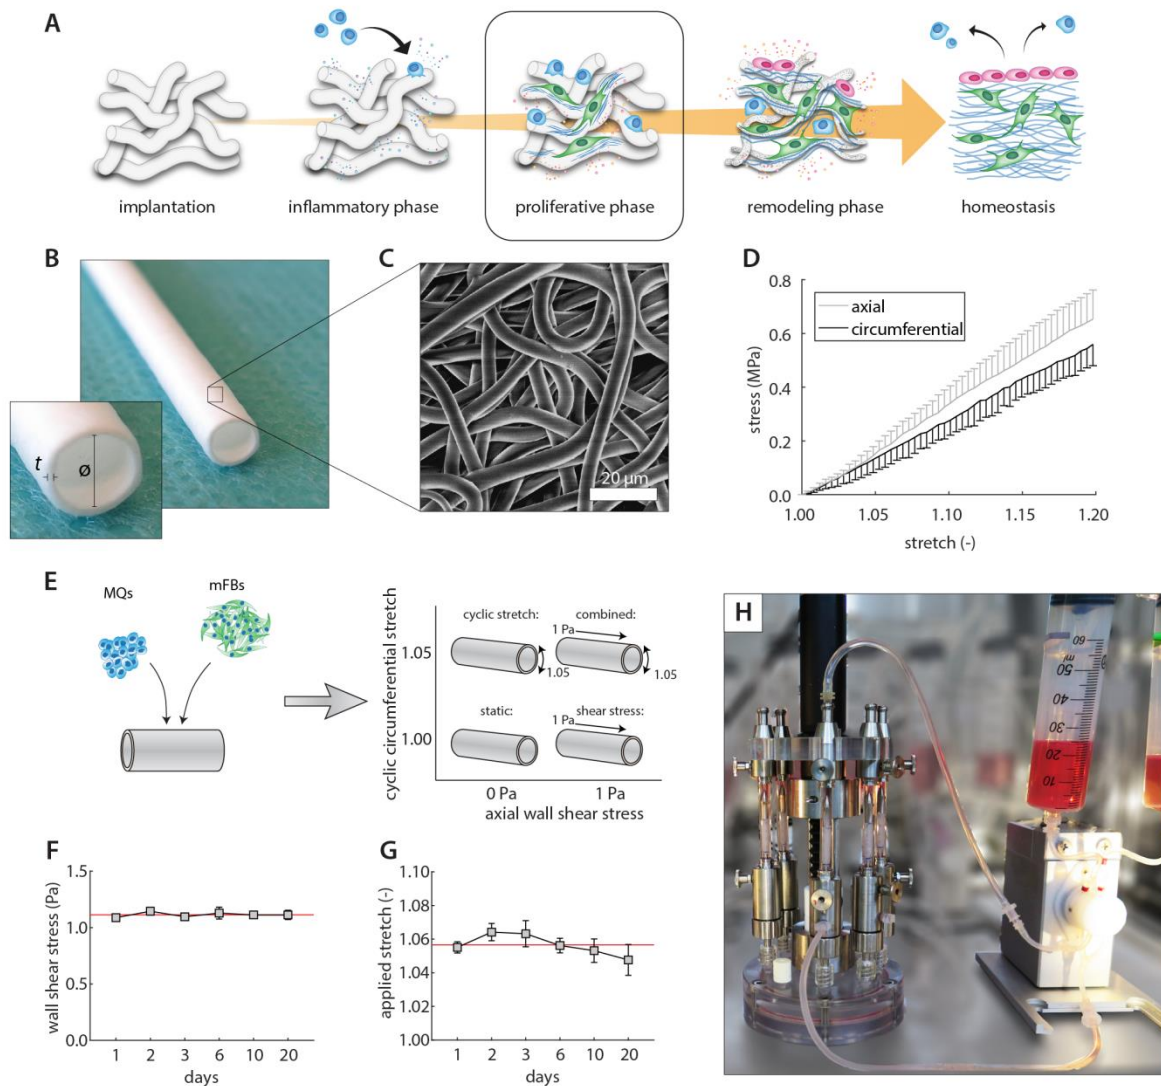 A
implantation
inflammatory phase
proliferative phase
remodeling phase
homeostasis
B
t
ø
C
20 µm
D
stress (MPa)
0.8
0.6
0.4
0.2
0.0
axial
circumferential
1.00
1.05
1.10
1.15
1.20
stretch (-)
E
MQs
mFBs
cyclic circumferential stretch
1.05
1.00
cyclic stretch:
1.05
combined:
1 Pa
1.05
static:
shear stress:
1 Pa
0 Pa
1 Pa
axial wall shear stress
F
wall shear stress (Pa)
1.5
1.0
0.5
0.0
1
2
3
6
10
20
days
G
applied stretch (-)
1.10
1.08
1.06
1.04
1.02
1.00
1
2
3
6
10
20
days
H
60
ml
50
40
30
20
10